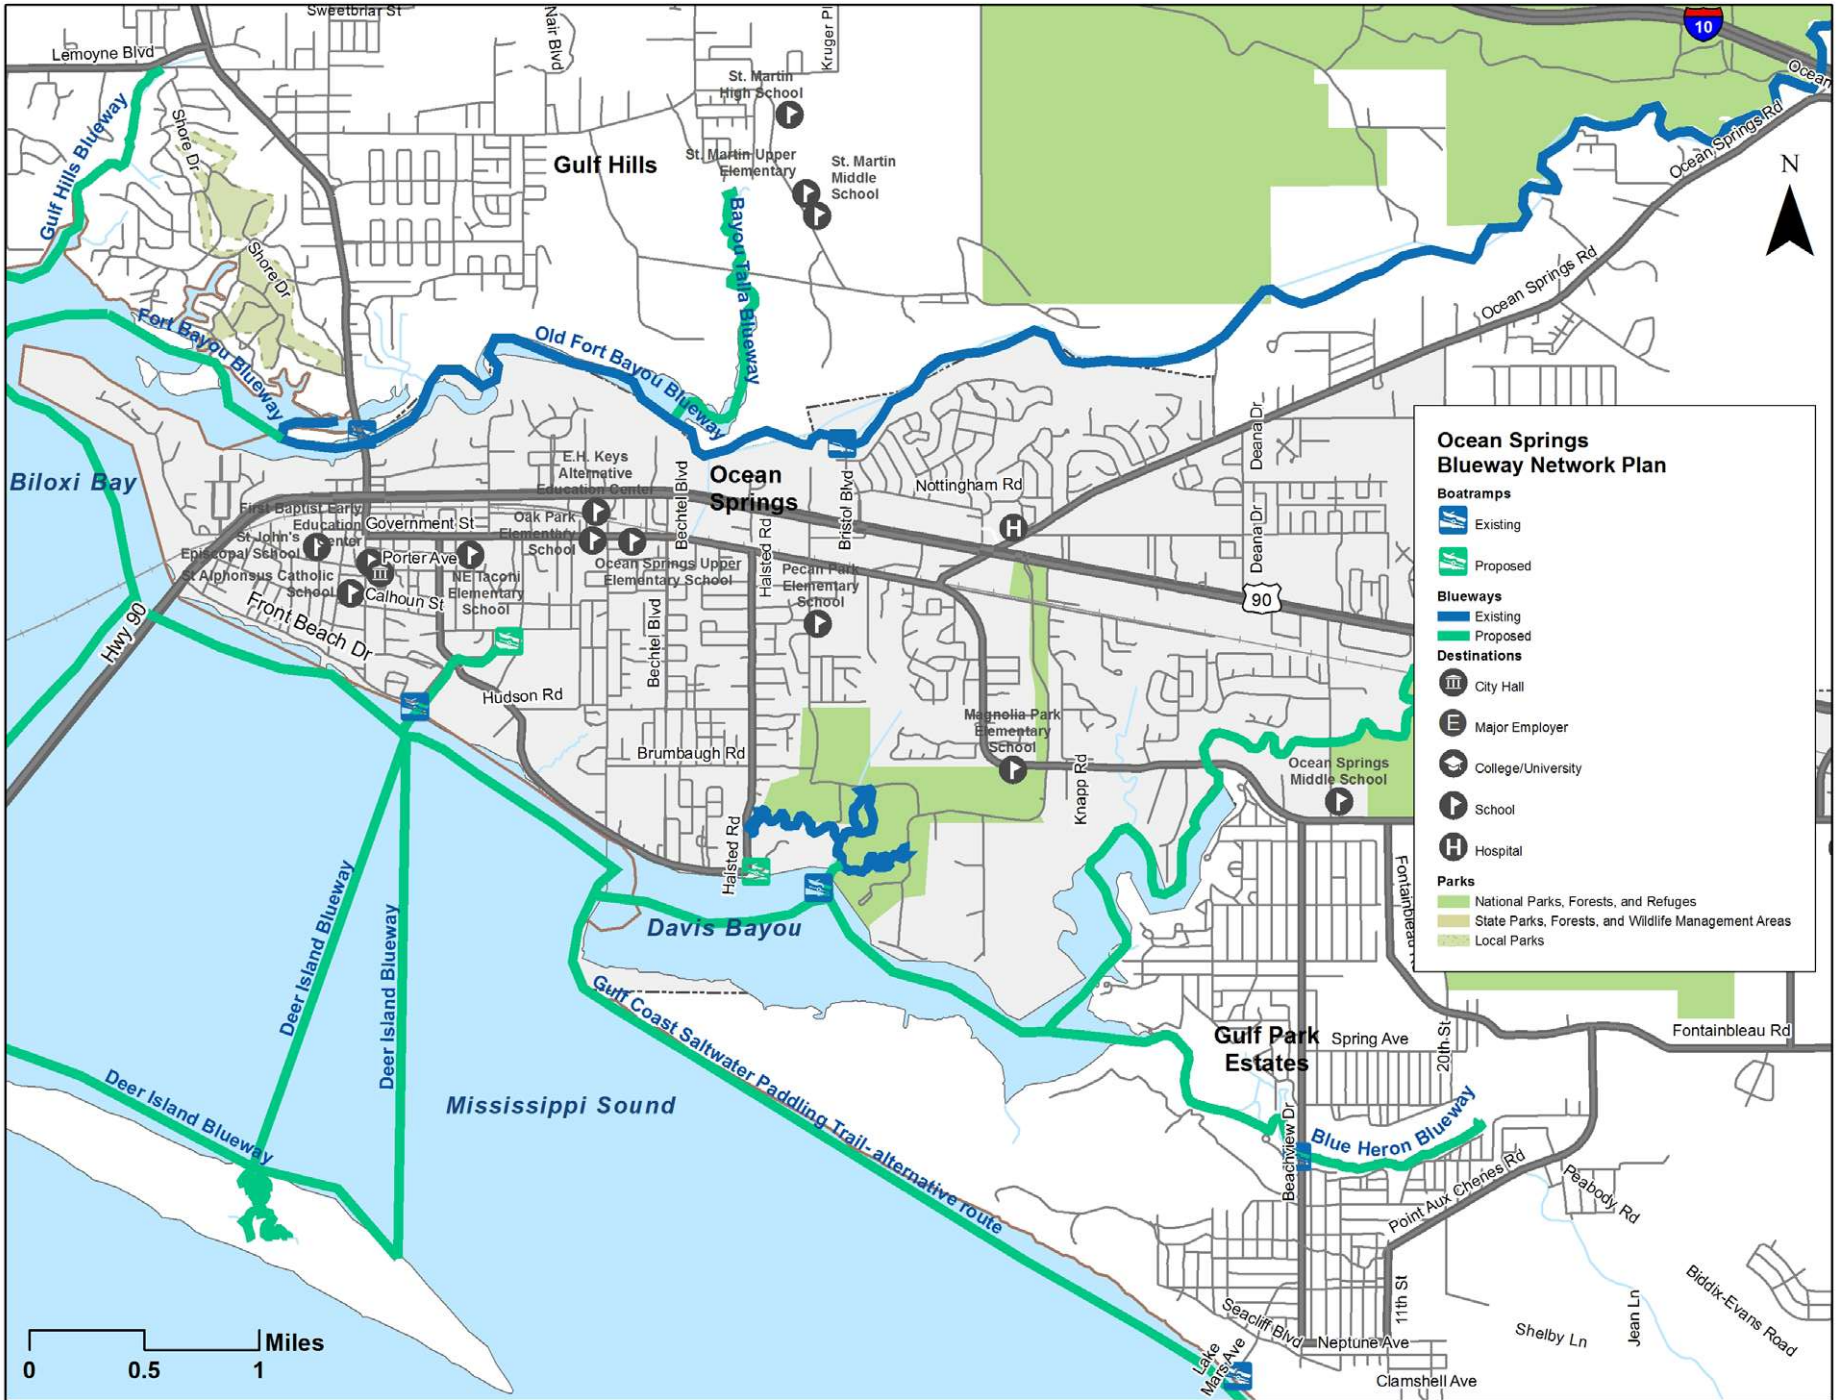 Sweetbriar St
Nair Blvd
Kruger Pl
10
Lemoyne Blvd
Ocean
St. Martin
High School
Gulf Hills Blueway
Shore Dr
Ocean Springs Rd
Gulf Hills
St. Martin Upper
Elementary
St. Martin
Middle
School
N
Bayou Talla Blueway
Shore Dr
Ocean Springs Rd
Fort Bayou Blueway
Old Fort Bayou Blueway
Biloxi Bay
E.H. Keys
Alternative
Education Center
Bechtel Blvd
Ocean
Springs
Bristol Blvd
Nottingham Rd
Deana Dr
Deana Dr
First Baptist Early
Education
Center
Government St
Oak Park
Elementary
School
Halsted Rd
St John's
Episcopal School
Porter Ave
Ocean Springs Upper
Elementary School
Pecan Park
Elementary
School
St Alphonsus Catholic
School
NE Taconi
Elementary
School
Calhoun St
Front Beach Dr
H
90
Hwy 90
Bechtel Blvd
Hudson Rd
Brumbaugh Rd
Magnolia Park
Elementary
School
Knapp Rd
Ocean Springs
Middle School
Halsted Rd
Davis Bayou
Fontainbleau R
Deer Island Blueway
Deer Island Blueway
Deer Island Blueway
Mississippi Sound
Gulf Coast Saltwater Paddling Trail- alternative route
Gulf Park
Estates
Spring Ave
20th St
Fontainbleau Rd
Beachview Dr
Blue Heron Blueway
Point Aux Chenes Rd
Peabody Rd
Biddix-Evans Road
Jean Ln
Shelby Ln
11th St
Seacliff Blvd
Neptune Ave
Lake
Mars Ave
Clamshell Ave
Miles
0
0.5
1
Ocean Springs
Blueway Network Plan
Boatramps
Existing
Proposed
Blueways
Existing
Proposed
Destinations
City Hall
E
Major Employer
College/University
School
H
Hospital
Parks
National Parks, Forests, and Refuges
State Parks, Forests, and Wildlife Management Areas
Local Parks